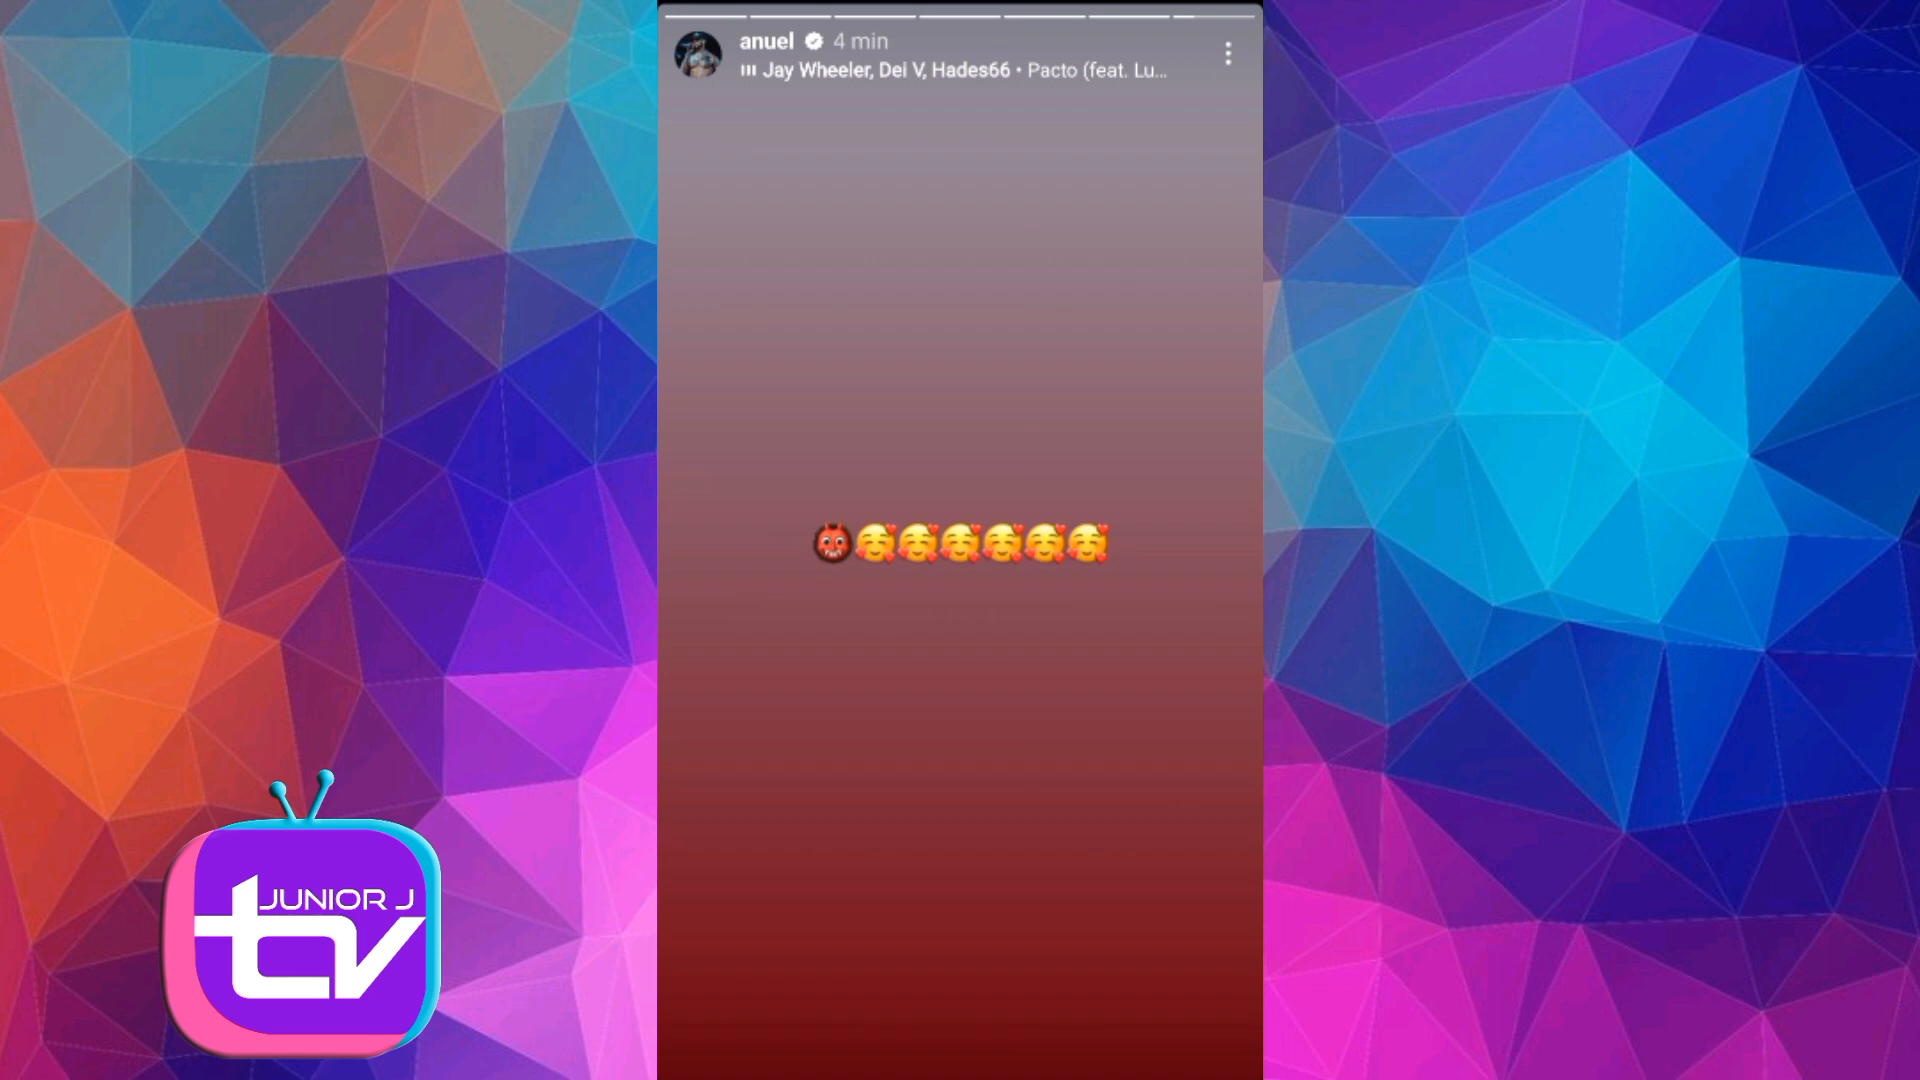 anuel 4 min
Jay Wheeler, Dei V, Hades66 • Pacto (feat. Lu...
👹🥰🥰🥰🥰🥰🥰
JUNIOR J
tv